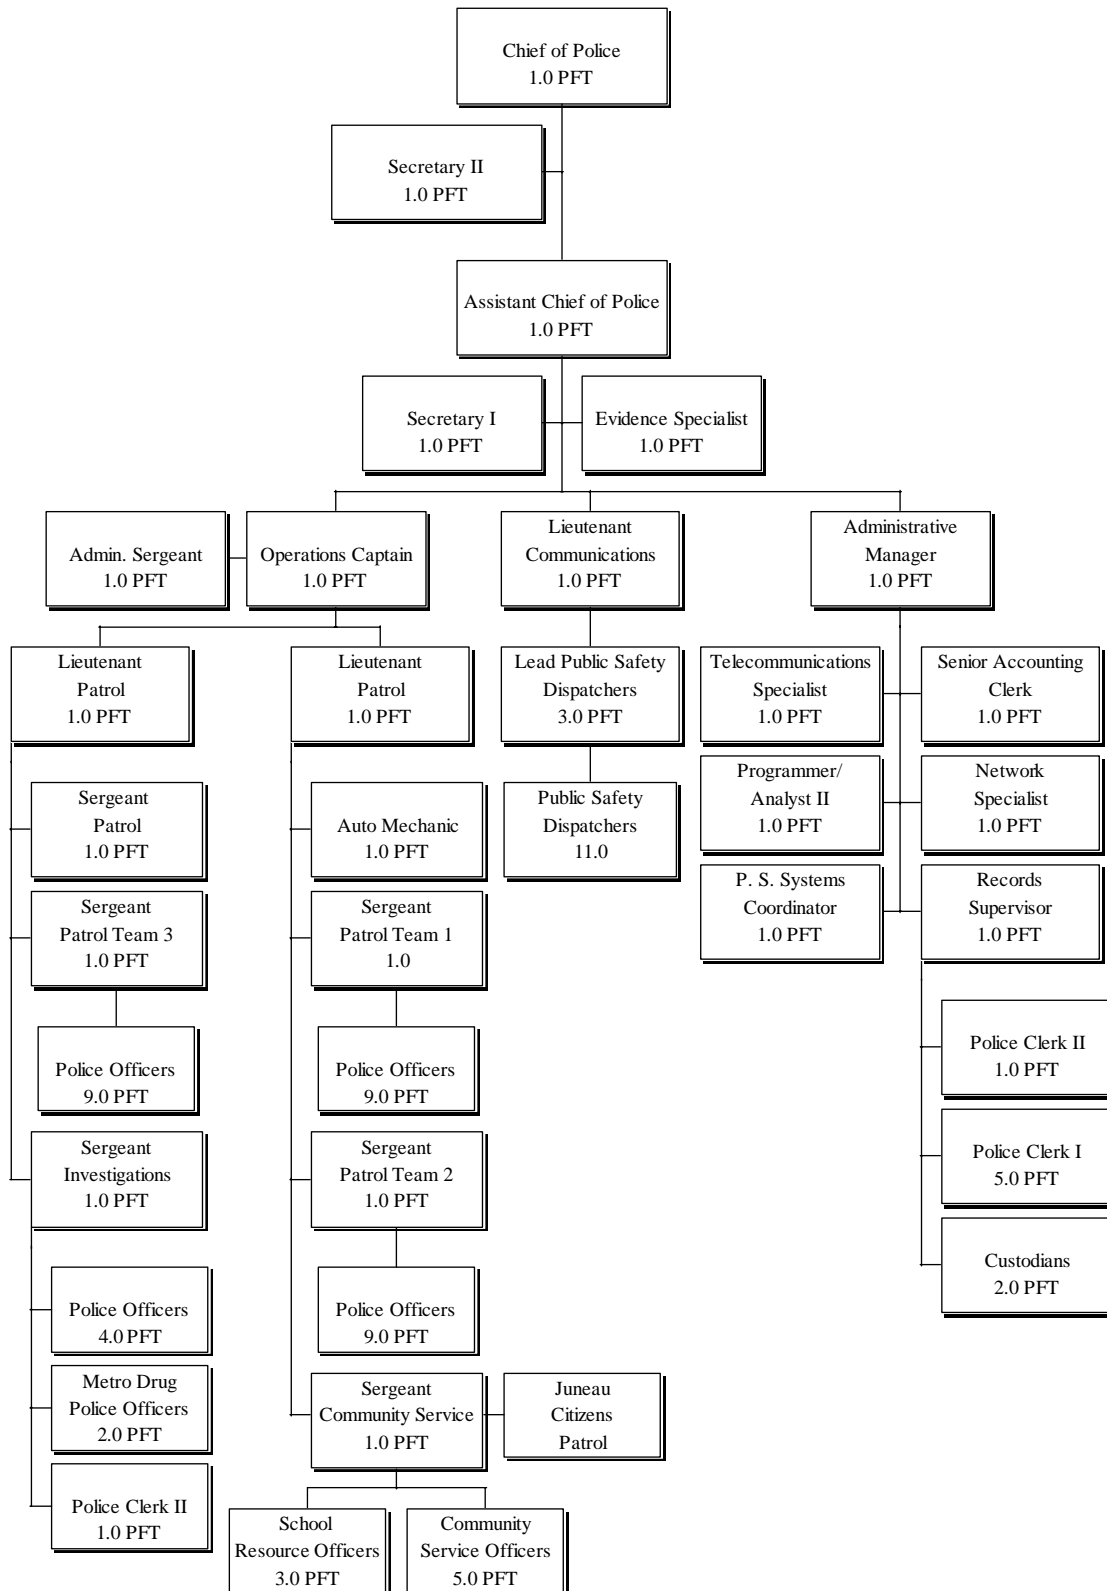 Chief of Police
1.0 PFT
Secretary II
1.0 PFT
Assistant Chief of Police
1.0 PFT
Secretary I
1.0 PFT
Evidence Specialist
1.0 PFT
Admin. Sergeant
1.0 PFT
Operations Captain
1.0 PFT
Lieutenant
Communications
1.0 PFT
Administrative
Manager
1.0 PFT
Lieutenant
Patrol
1.0 PFT
Lieutenant
Patrol
1.0 PFT
Lead Public Safety
Dispatchers
3.0 PFT
Telecommunications
Specialist
1.0 PFT
Senior Accounting
Clerk
1.0 PFT
Sergeant
Patrol
1.0 PFT
Auto Mechanic
1.0 PFT
Public Safety
Dispatchers
11.0
Programmer/
Analyst II
1.0 PFT
Network
Specialist
1.0 PFT
Sergeant
Patrol Team 3
1.0 PFT
Sergeant
Patrol Team 1
1.0
P. S. Systems
Coordinator
1.0 PFT
Records
Supervisor
1.0 PFT
Police Officers
9.0 PFT
Police Officers
9.0 PFT
Police Clerk II
1.0 PFT
Sergeant
Investigations
1.0 PFT
Sergeant
Patrol Team 2
1.0 PFT
Police Clerk I
5.0 PFT
Custodians
2.0 PFT
Police Officers
4.0 PFT
Police Officers
9.0 PFT
Metro Drug
Police Officers
2.0 PFT
Sergeant
Community Service
1.0 PFT
Juneau
Citizens
Patrol
Police Clerk II
1.0 PFT
School
Resource Officers
3.0 PFT
Community
Service Officers
5.0 PFT